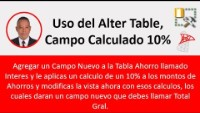 Uso del Alter Table,
Campo Calculado 10%
Agregar un Campo Nuevo a la Tabla Ahorro llamado
Interes y le aplicas un calculo de un 10% a los montos de
Ahorros y modificas la vista ahora con esos calculos, los
cuales daran un campo nuevo que debes llamar Total
Gral.